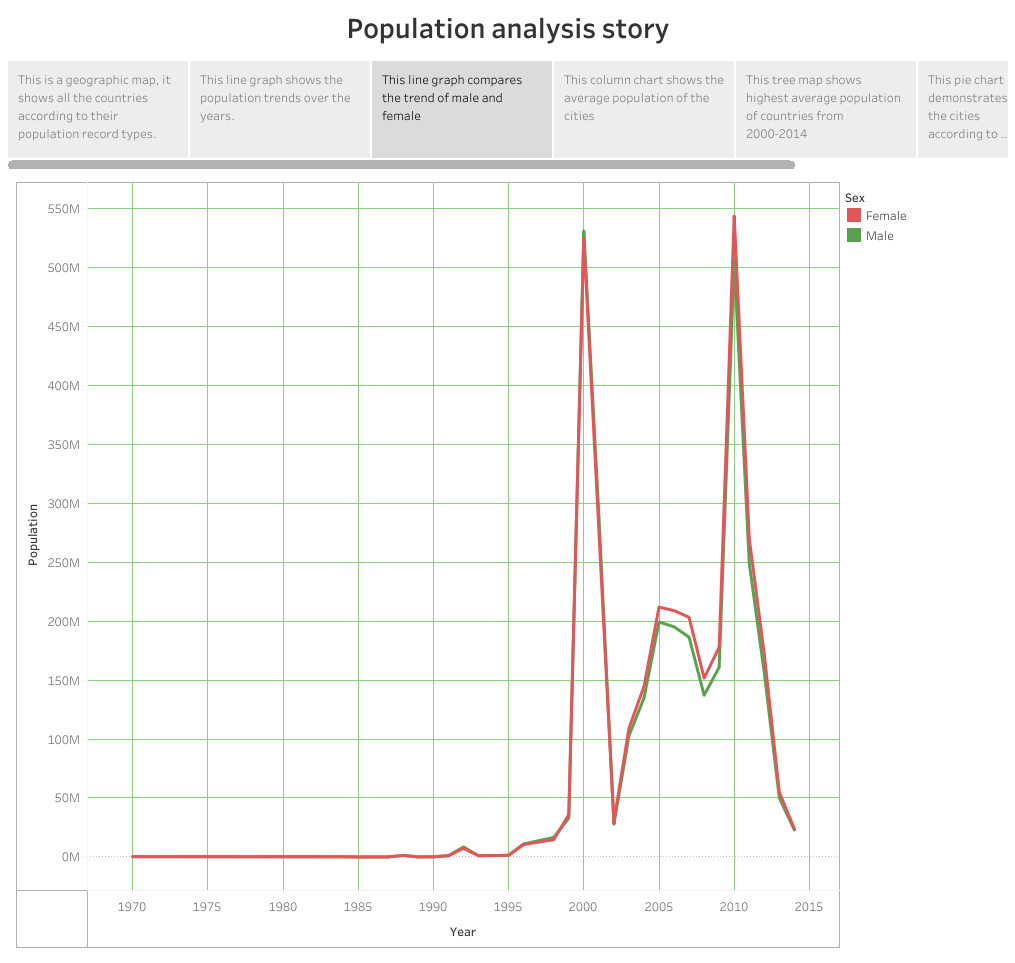 Population analysis story
This is a geographic map, it
shows all the countries
according to their
population record types.
This line graph shows the
population trends over the
years.
This line graph compares
the trend of male and
female
This column chart shows the
average population of the
cities
This tree map shows
highest average population
of countries from
2000-2014
This pie chart
demonstrates
the cities
according to ..
Sex
Female
Male
550M
500M
450M
400M
350M
300M
250M
200M
150M
100M
50M
0M
Population
1970
1975
1980
1985
1990
1995
2000
2005
2010
2015
Year